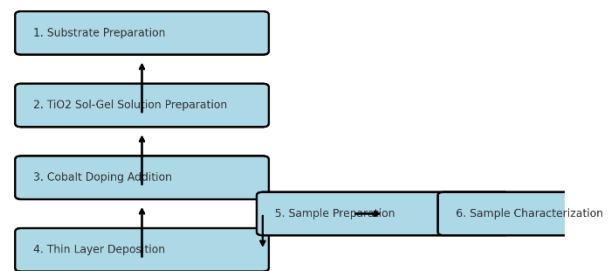 1. Substrate Preparation
2. TiO2 Sol-Gel Solution Preparation
3. Cobalt Doping Addition
4. Thin Layer Deposition
5. Sample Preparation
6. Sample Characterization